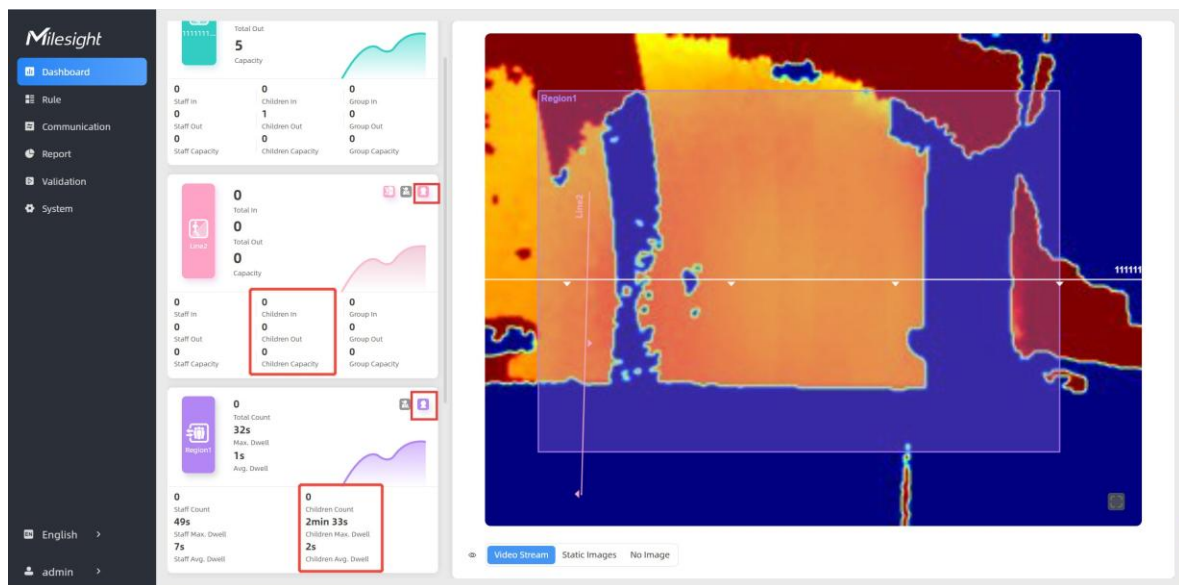 Milesight
Dashboard
Rule
Communication
Report
Validation
System
English
admin
1111111...
Total Out
5
Capacity
0
Staff In
0
Staff Out
0
Staff Capacity
0
Children In
1
Children Out
0
Children Capacity
0
Group In
0
Group Out
0
Group Capacity
Line2
0
Total In
0
Total Out
0
Capacity
0
Staff In
0
Staff Out
0
Staff Capacity
0
Children In
0
Children Out
0
Children Capacity
0
Group In
0
Group Out
0
Group Capacity
Region1
0
Total Count
32s
Max. Dwell
1s
Avg. Dwell
0
Staff Count
49s
Staff Max. Dwell
7s
Staff Avg. Dwell
0
Children Count
2min 33s
Children Max. Dwell
2s
Children Avg. Dwell
Region1
Line2
111111
Video Stream
Static Images
No Image